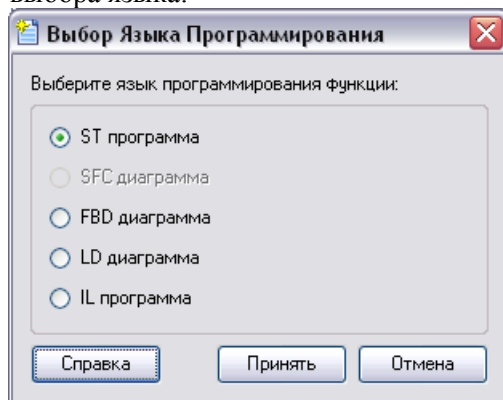 выбора языка.
Выбор Языка Программирования
Выберите язык программирования функции:
ST программа
SFC диаграмма
FBD диаграмма
LD диаграмма
IL программа
Справка Принять Отмена